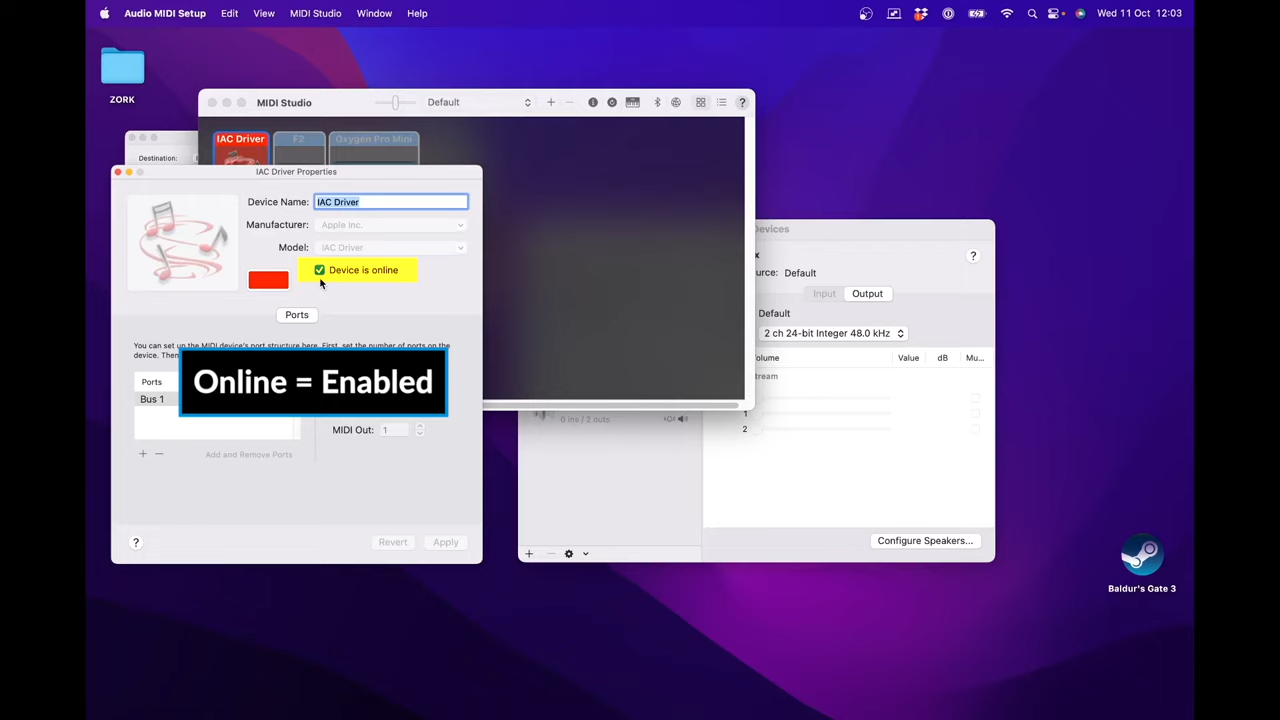 Audio MIDI Setup Edit View MIDI Studio Window Help
Wed 11 Oct 12:03
ZORK
MIDI Studio
Default
?
IAC Driver
F2
Oxygen Pro Mini
Destination:
IAC Driver Properties
Device Name: IAC Driver
Manufacturer: Apple Inc.
Model: IAC Driver
Device is online
Ports
You can set up the MIDI device's port structure here. First, set the number of ports on the
device. Then
Online = Enabled
Ports
Bus 1
MIDI Out: 1
+ − Add and Remove Ports
? Revert Apply
Devices
?
Default
Input Output
Default
2 ch 24-bit Integer 48.0 kHz
Value dB Mu...
0 ins / 2 outs
1
2
Configure Speakers...
Baldur's Gate 3